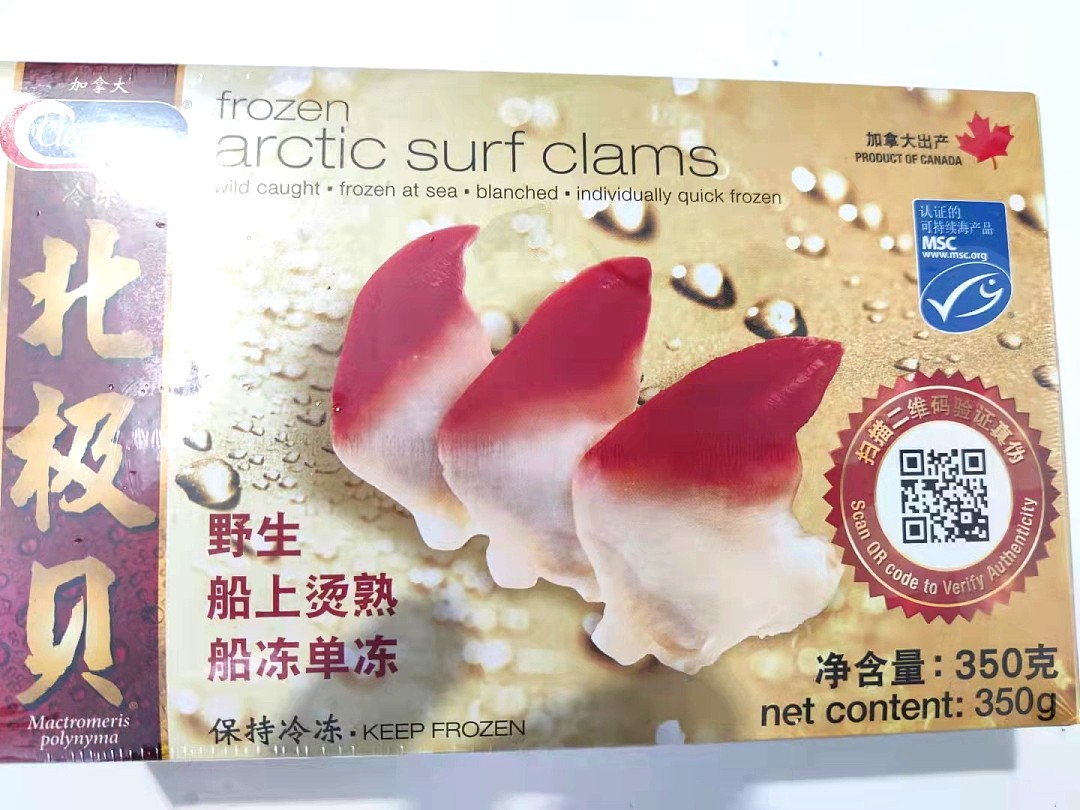 加拿大
冷冻
北极贝
Mactromeris
polynyma
frozen
arctic surf clams
wild caught ▪ frozen at sea ▪ blanched ▪ individually quick frozen
加拿大出产
PRODUCT OF CANADA
认证的
可持续海产品
MSC
www.msc.org
扫描二维码验证真伪
Scan QR code to Verify Authenticity
野生
船上烫熟
船冻单冻
净含量：350克
net content: 350g
保持冷冻 ▪ KEEP FROZEN